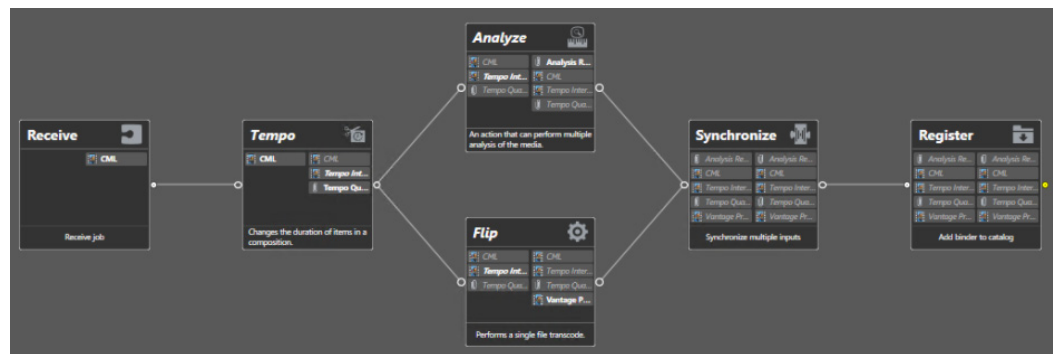 Analyze
CML
Analysis R...
Tempo Int...
CML
Tempo Qua...
Tempo Inter...
Tempo Qua...
An action that can perform multiple
analysis of the media.
Receive
CML
Receive job
Tempo
CML
CML
Tempo Int...
Tempo Qu...
Changes the duration of items in a
composition.
Synchronize
Analysis Re...
Analysis Re...
CML
CML
Tempo Inter...
Tempo Inter...
Tempo Qua...
Tempo Qua...
Vantage Pr...
Vantage Pr...
Synchronize multiple inputs
Register
Analysis Re...
Analysis Re...
CML
CML
Tempo Inter...
Tempo Inter...
Tempo Qua...
Tempo Qua...
Vantage Pr...
Vantage Pr...
Add binder to catalog
Flip
CML
CML
Tempo Int...
Tempo Inter...
Tempo Qua...
Tempo Qua...
Vantage P...
Performs a single file transcode.